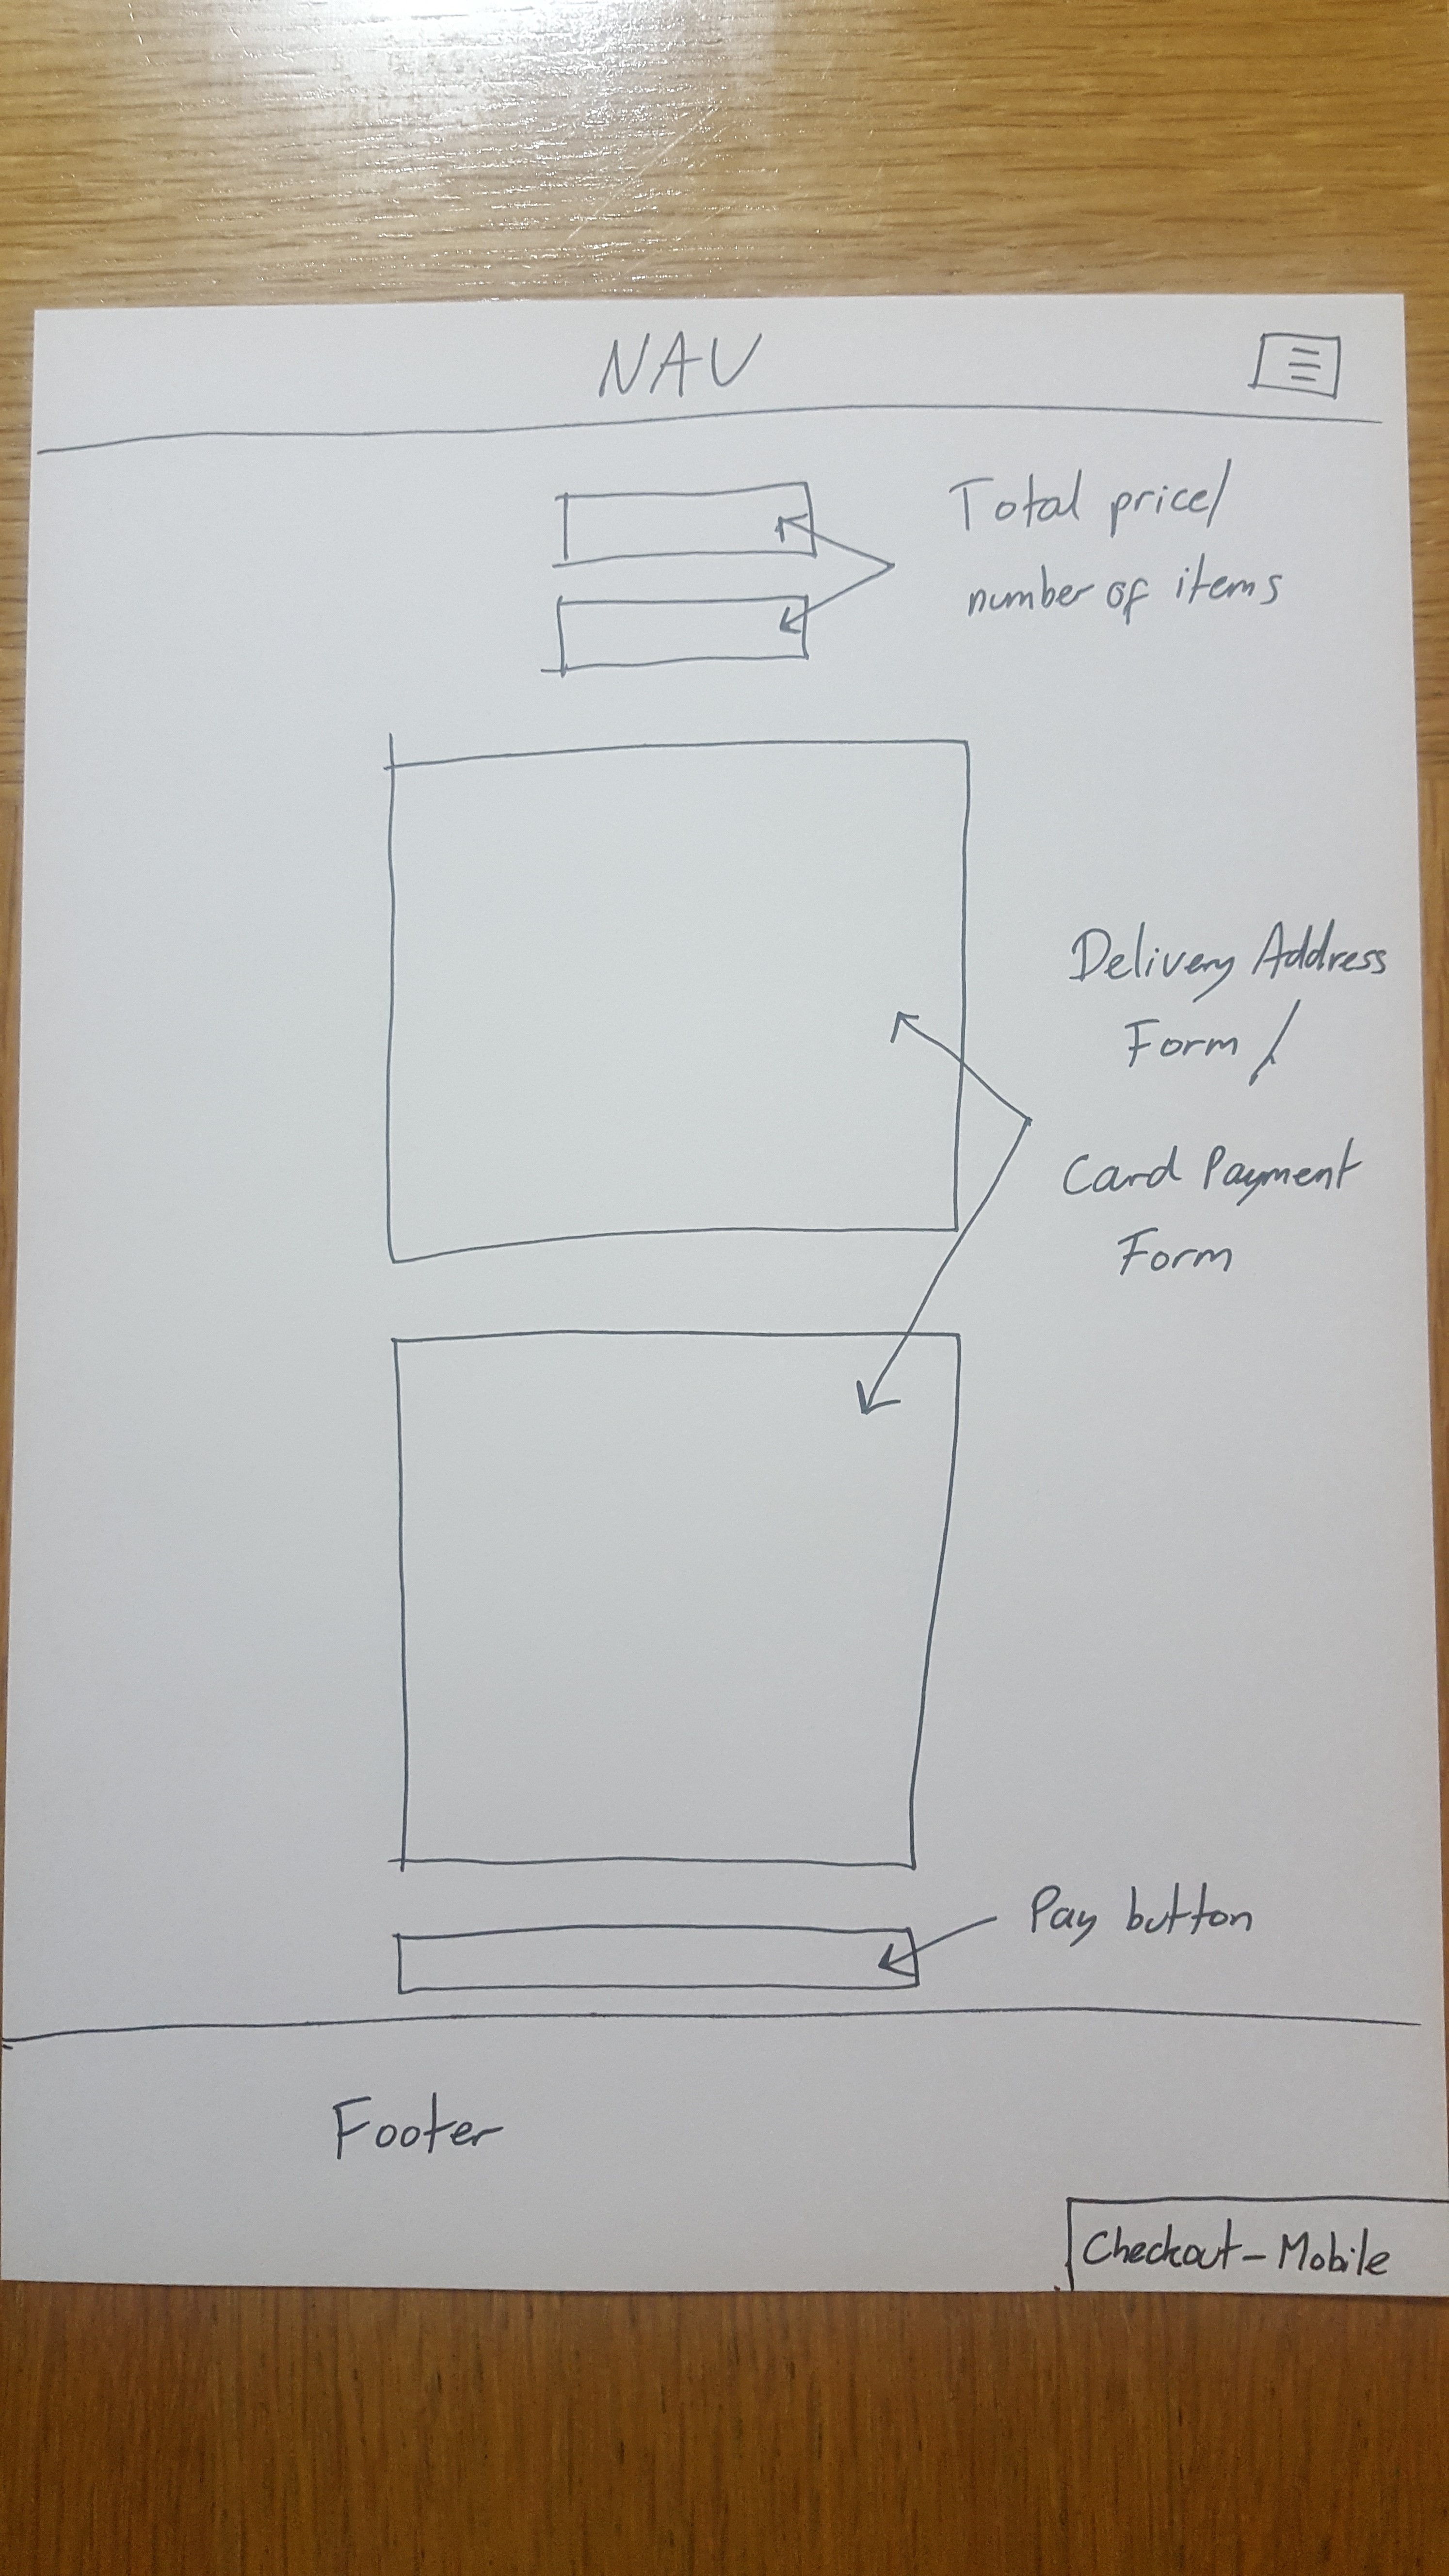 NAV
Total price/
number of items
Delivery Address
Form /
Card Payment
Form
Pay button
Footer
Checkout - Mobile